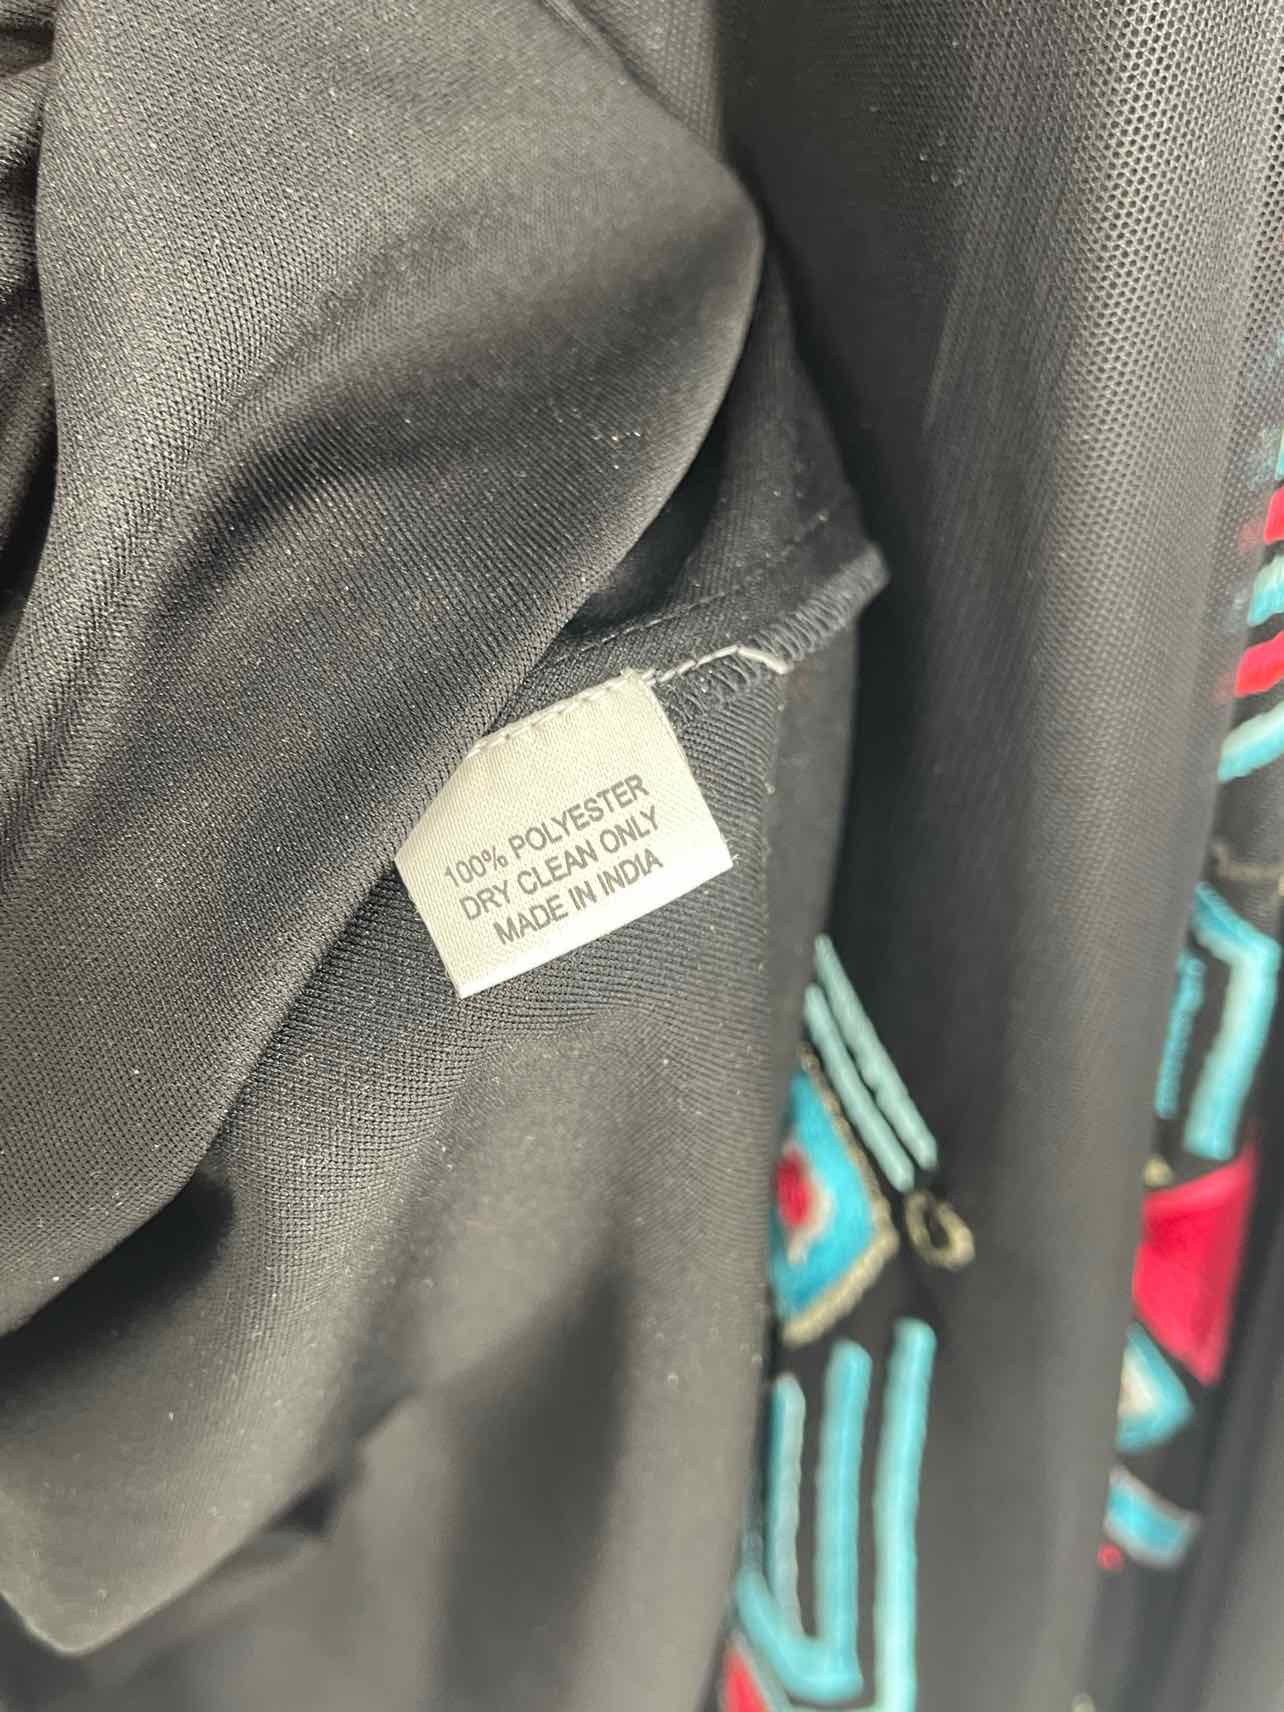 100% POLYESTER
DRY CLEAN ONLY
MADE IN INDIA